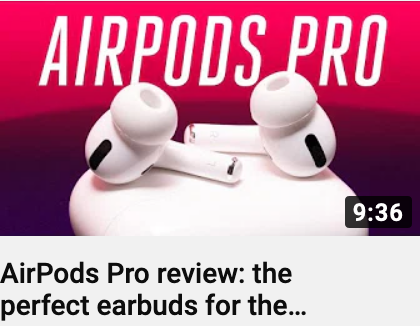 AIRPODS PRO
9:36
AirPods Pro review: the
perfect earbuds for the...